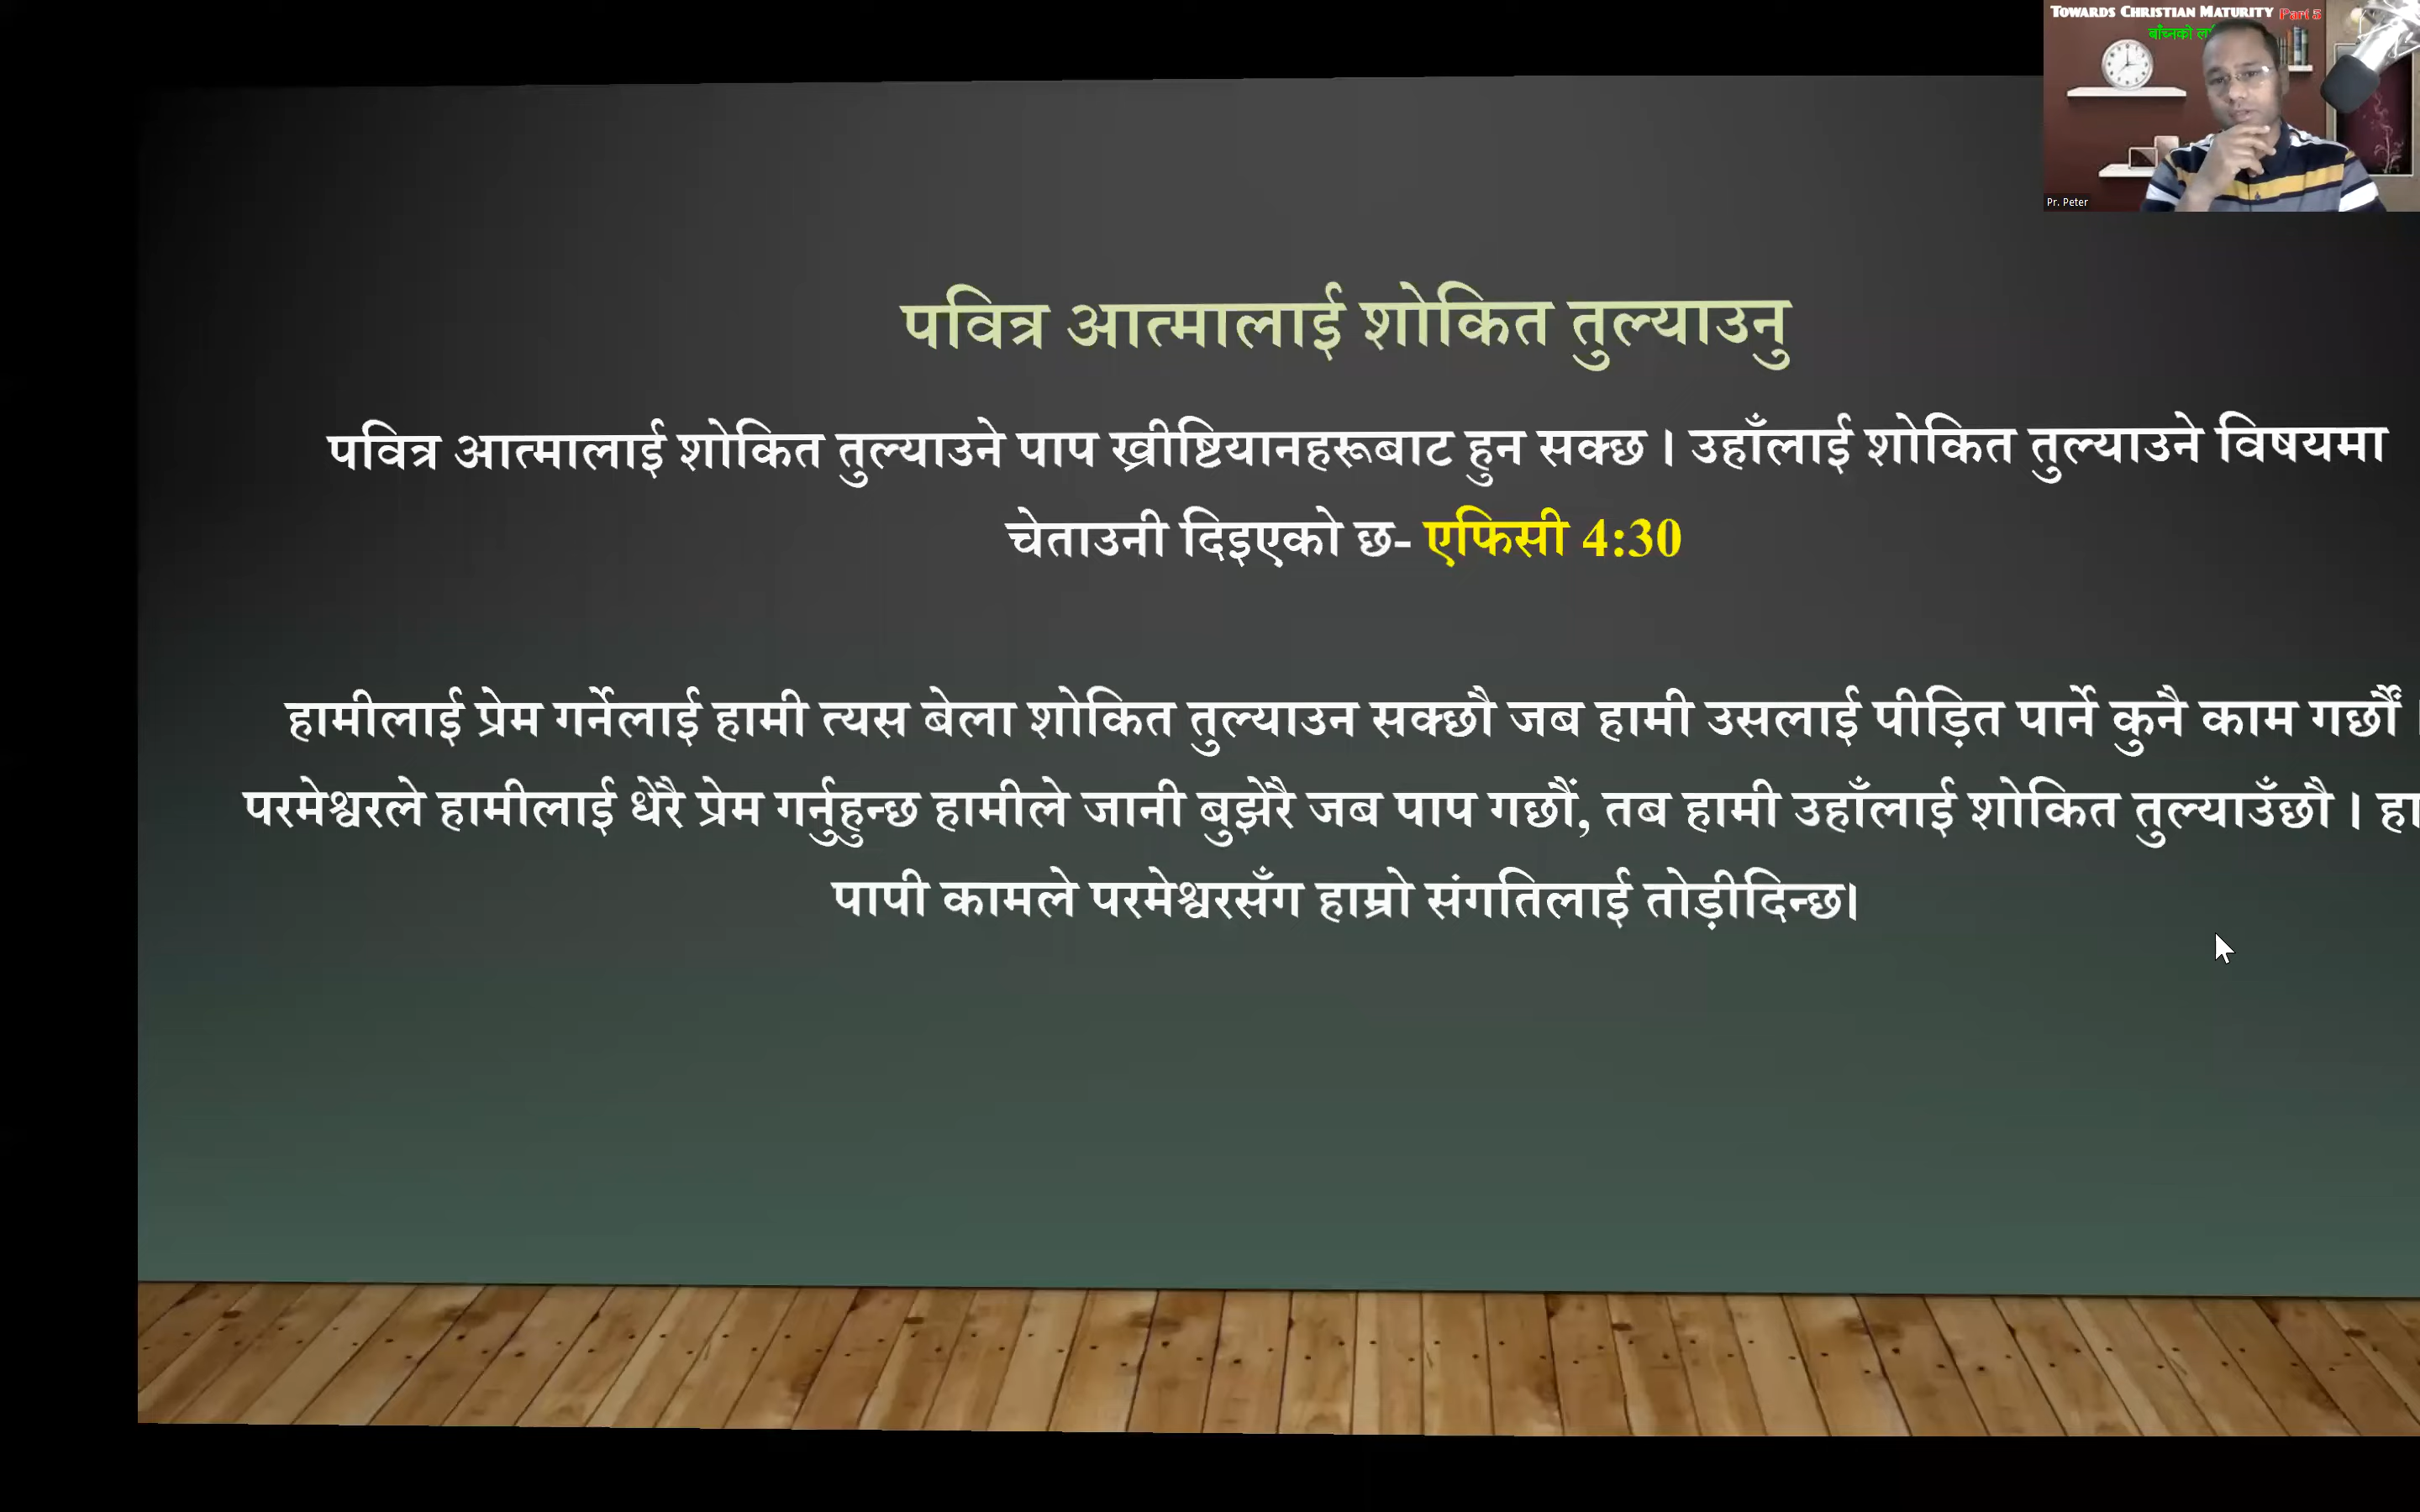 TOWARDS CHRISTIAN MATURITY Part 5
बाँच्नको
Pr. Peter
पवित्र आत्मालाई शोकित तुल्याउनु
पवित्र आत्मालाई शोकित तुल्याउने पाप ख्रीष्टियानहरूबाट हुन सक्छ । उहाँलाई शोकित तुल्याउने विषयमा
चेताउनी दिइएको छ- एफिसी 4:30
हामीलाई प्रेम गर्नेलाई हामी त्यस बेला शोकित तुल्याउन सक्छौ जब हामी उसलाई पीड़ित पार्ने कुनै काम गर्छौं ।
परमेश्वरले हामीलाई धेरै प्रेम गर्नुहुन्छ हामीले जानी बुझेरै जब पाप गछौं, तब हामी उहाँलाई शोकित तुल्याउँछौ ।
पापी कामले परमेश्वरसँग हाम्रो संगतिलाई तोड़ीदिन्छ।